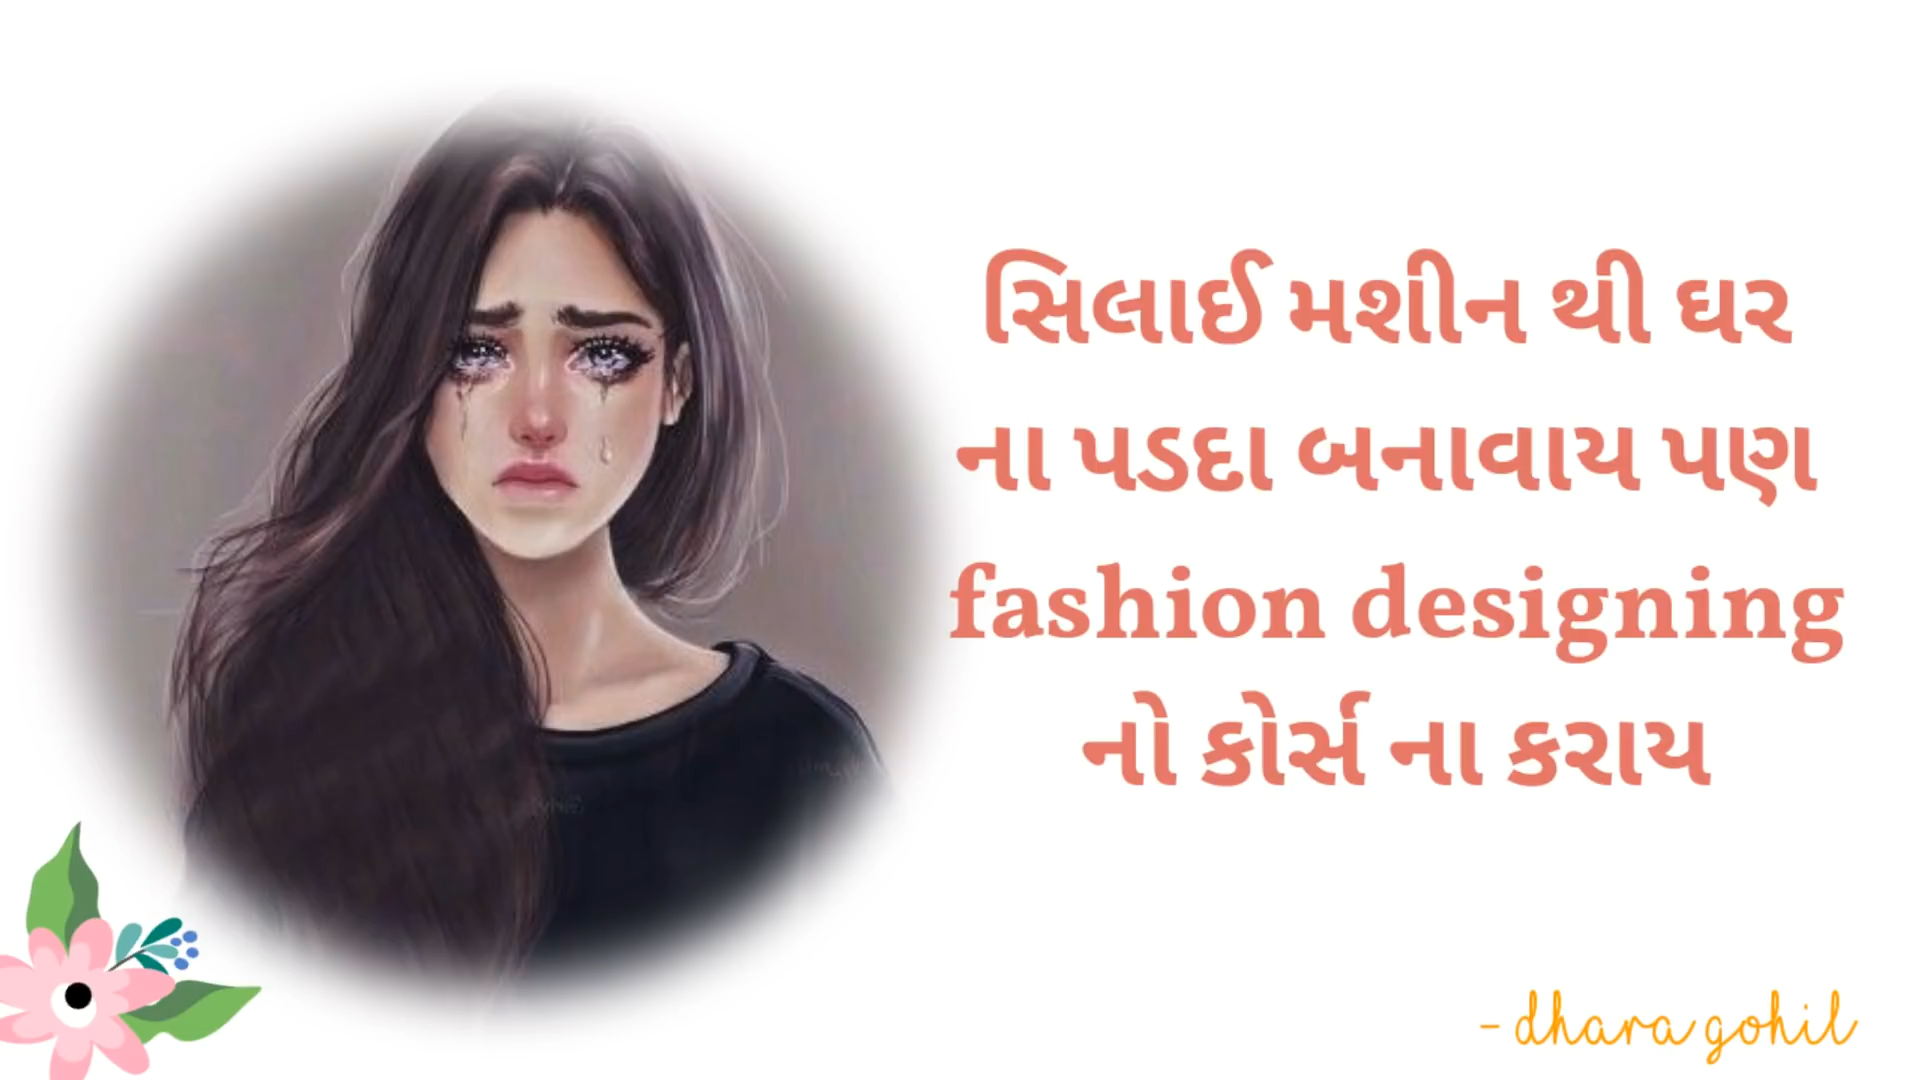 સિલાઈ મશીન થી ઘર
ના પડદા બનાવાય પણ
fashion designing
નો કોર્સ ના કરાય
- dhara gohil